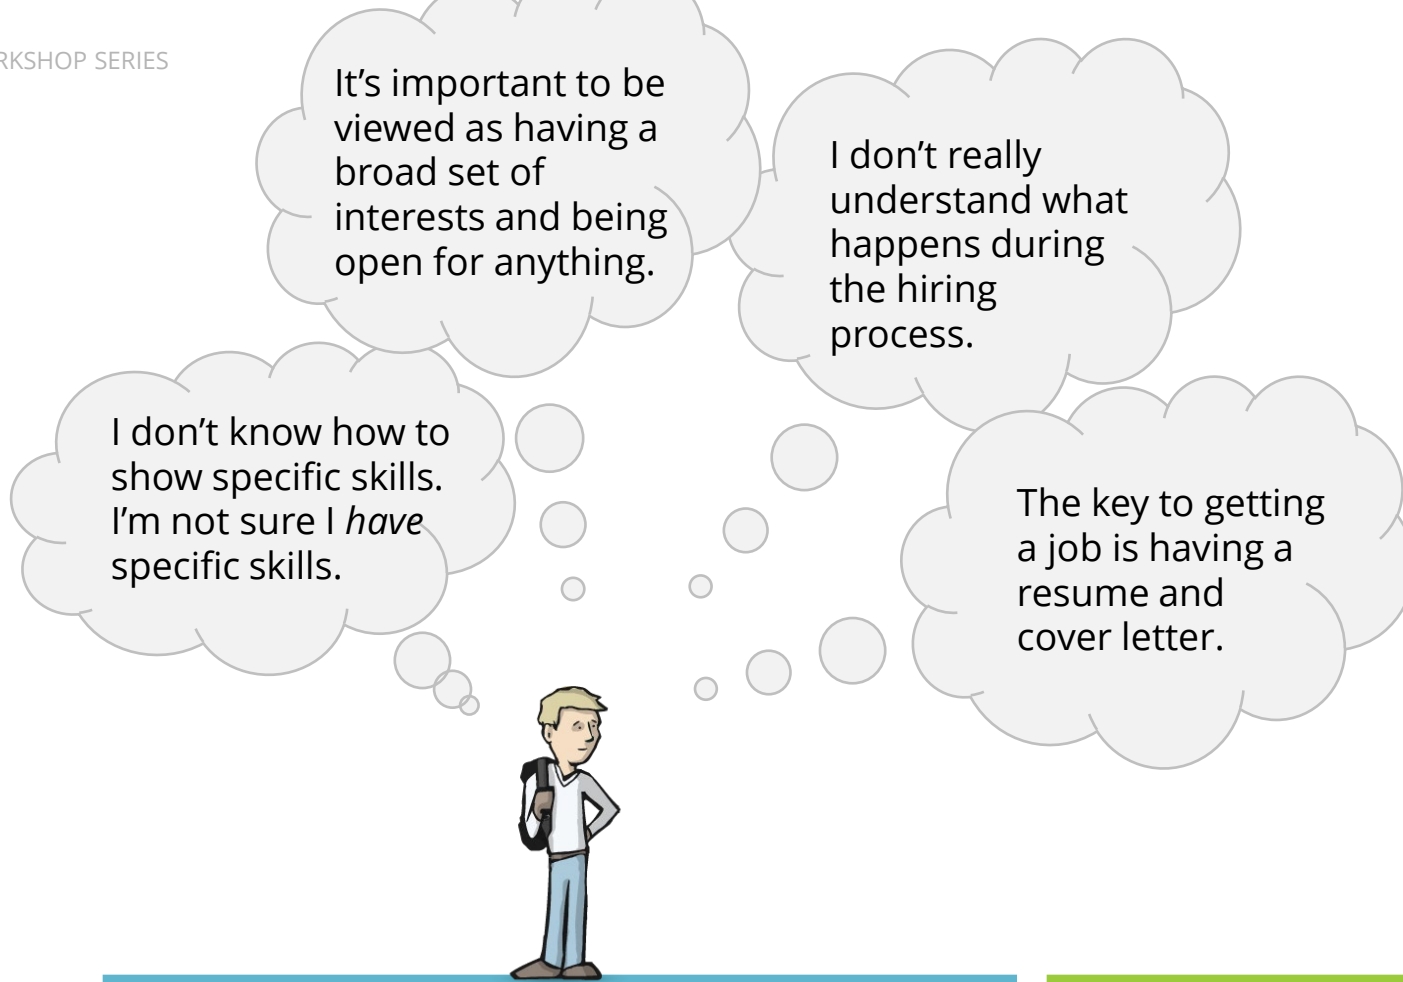 RKSHOP SERIES
It's important to be
viewed as having a
broad set of
interests and being
open for anything.
I don't really
understand what
happens during
the hiring
process.
I don't know how to
show specific skills.
I'm not sure I have
specific skills.
The key to getting
a job is having a
resume and
cover letter.